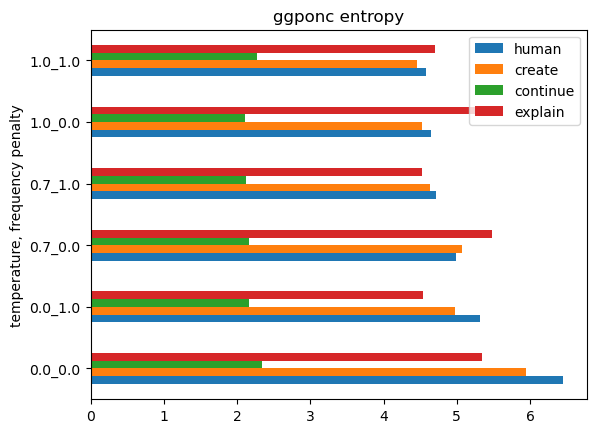 ggponc entropy
human
create
continue
explain
temperature, frequency penalty
1.0_1.0
1.0_0.0
0.7_1.0
0.7_0.0
0.0_1.0
0.0_0.0
0 1 2 3 4 5 6